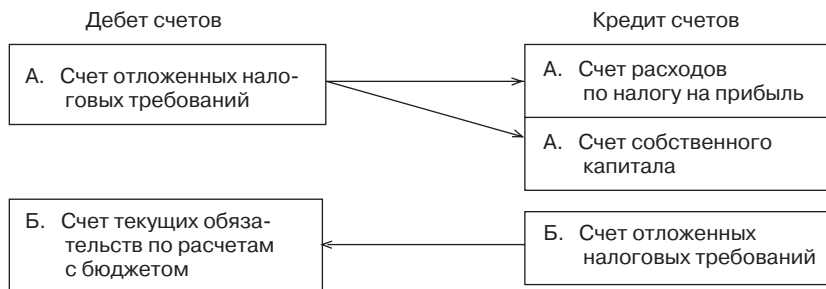 Дебет счетов
Кредит счетов
А. Счет отложенных нало-
говых требований
А. Счет расходов
по налогу на прибыль
А. Счет собственного
капитала
Б. Счет текущих обяза-
тельств по расчетам
с бюджетом
Б. Счет отложенных
налоговых требований